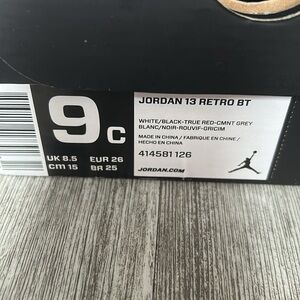 9C
UK 8.5 EUR 26
CM 15 BR 25
JORDAN 13 RETRO BT
WHITE/BLACK-TRUE RED-CMNT GREY
BLANC/NOIR-ROUVIF-GRICIM
MADE IN CHINA / FABRIQUE EN CHINE /
HECHO EN CHINA
414581 126
JORDAN.COM